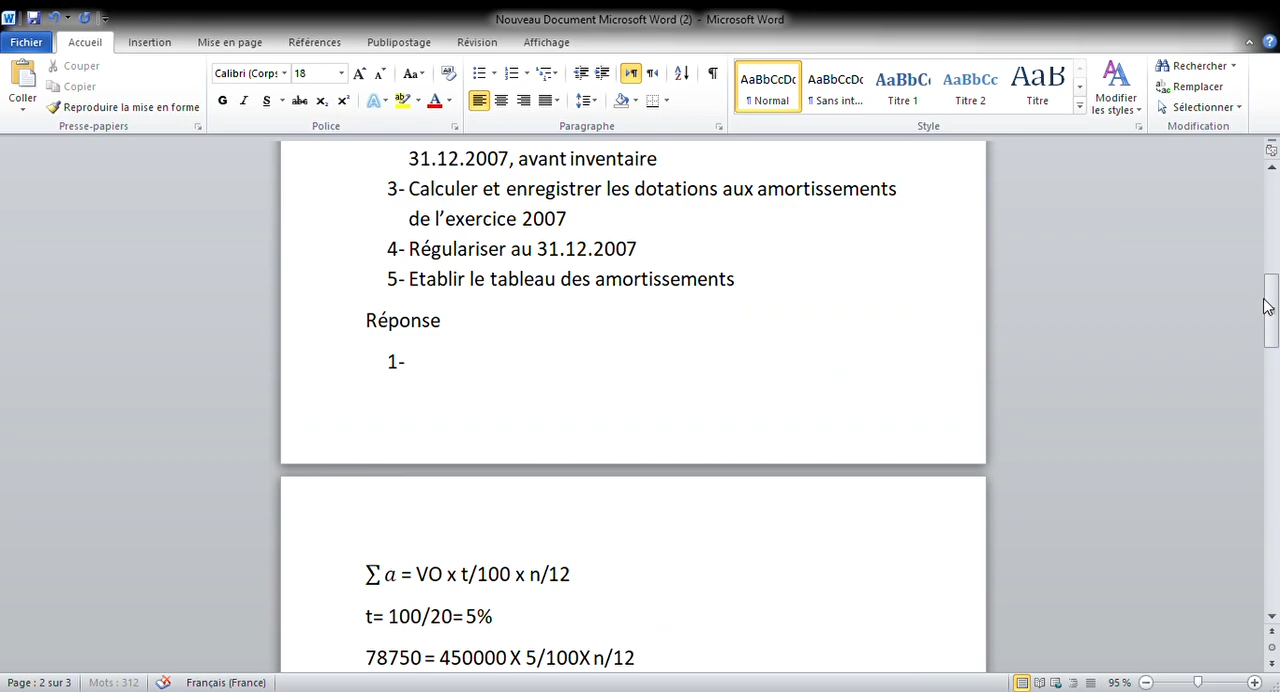 Nouveau Document Microsoft Word (2) - Microsoft Word
Fichier Accueil Insertion Mise en page Références Publipostage Révision Affichage
Coller
Couper
Copier
Reproduire la mise en forme
Presse-papiers
Calibri (Corps 18
G I S abc x₂ x²
Police
Paragraphe
AaBbCcDc AaBbCcDc AaBbC AaBbCc AaB
¶ Normal ¶ Sans int... Titre 1 Titre 2 Titre
Modifier les styles
Style
Rechercher
Remplacer
Sélectionner
Modification
31.12.2007, avant inventaire
3- Calculer et enregistrer les dotations aux amortissements
de l’exercice 2007
4- Régulariser au 31.12.2007
5- Etablir le tableau des amortissements
Réponse
1-
∑ a = VO x t/100 x n/12
t= 100/20= 5%
78750 = 450000 X 5/100X n/12
Page : 2 sur 3 Mots : 312 Français (France) 95 %